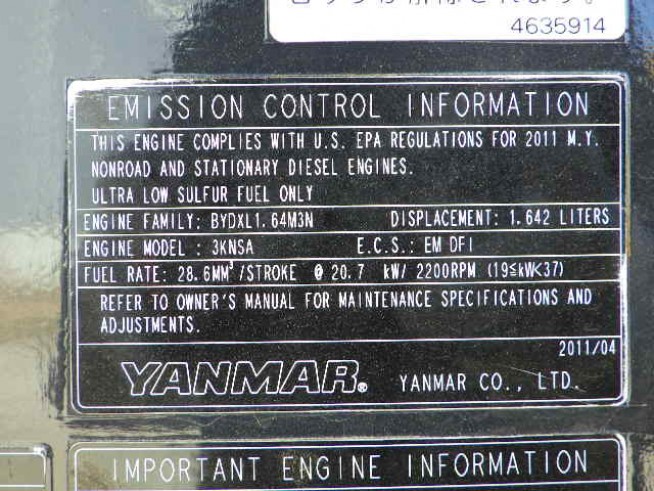 4635914
EMISSION CONTROL INFORMATION
THIS ENGINE COMPLIES WITH U.S. EPA REGULATIONS FOR 2011 M.Y.
NONROAD AND STATIONARY DIESEL ENGINES.
ULTRA LOW SULFUR FUEL ONLY
ENGINE FAMILY: BYDXL1.64M3N DISPLACEMENT: 1.642 LITERS
ENGINE MODEL : 3KNSA E.C.S.: EM DFI
FUEL RATE: 28.6MM³/STROKE @ 20.7 kW/ 2200RPM (19≦kW<37)
REFER TO OWNER'S MANUAL FOR MAINTENANCE SPECIFICATIONS AND
ADJUSTMENTS.
2011/04
YANMAR® YANMAR CO., LTD.
IMPORTANT ENGINE INFORMATION